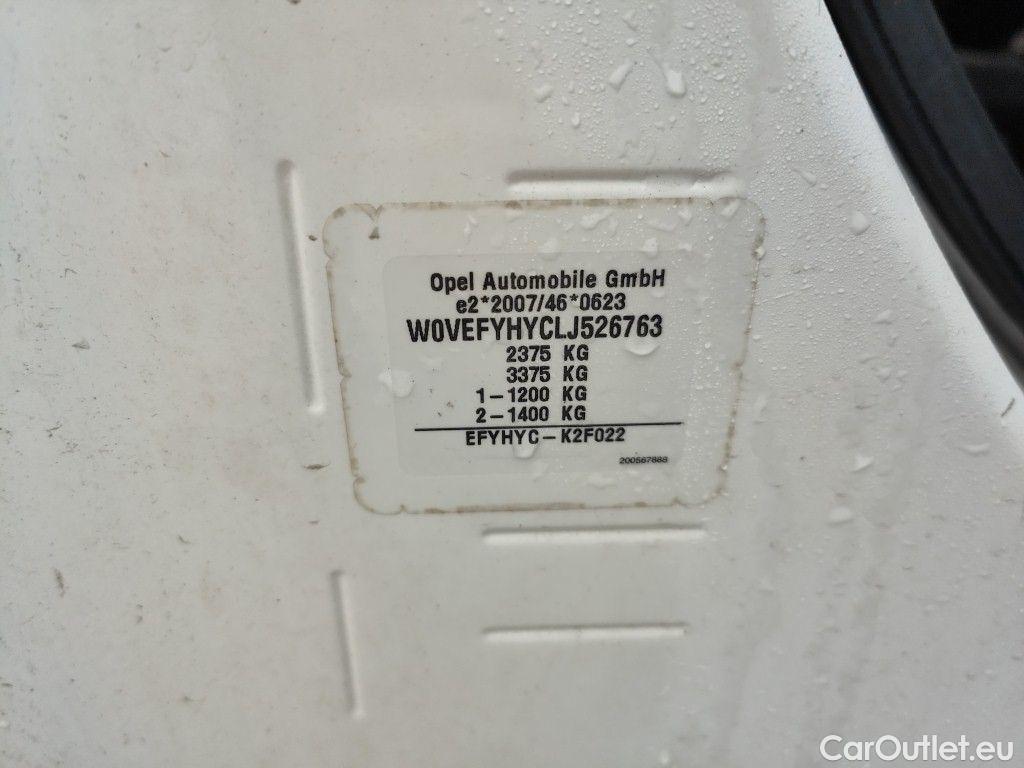 Opel Automobile GmbH
e2*2007/46*0623
W0VEFYHYCLJ526763
2375 KG
3375 KG
1-1200 KG
2-1400 KG
EFYHYC-K2F022
200567888
CarOutlet.eu